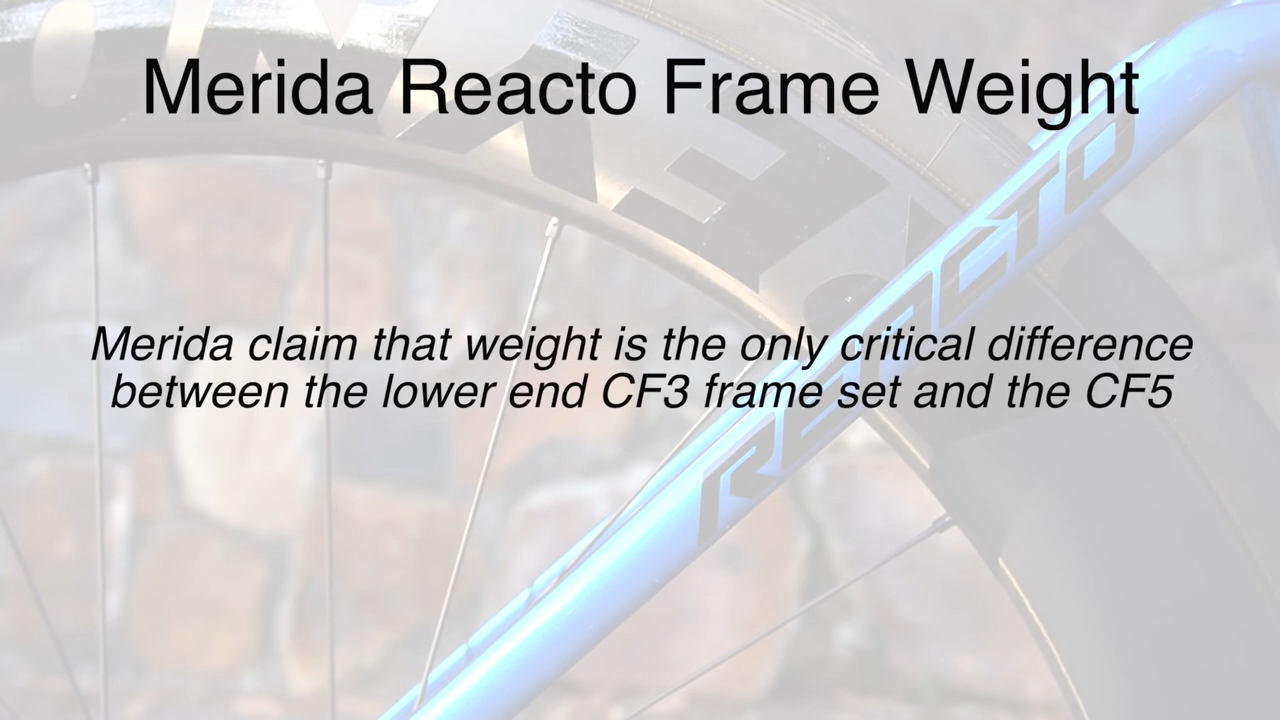 Merida Reacto Frame Weight
Merida claim that weight is the only critical difference
between the lower end CF3 frame set and the CF5
REACTO